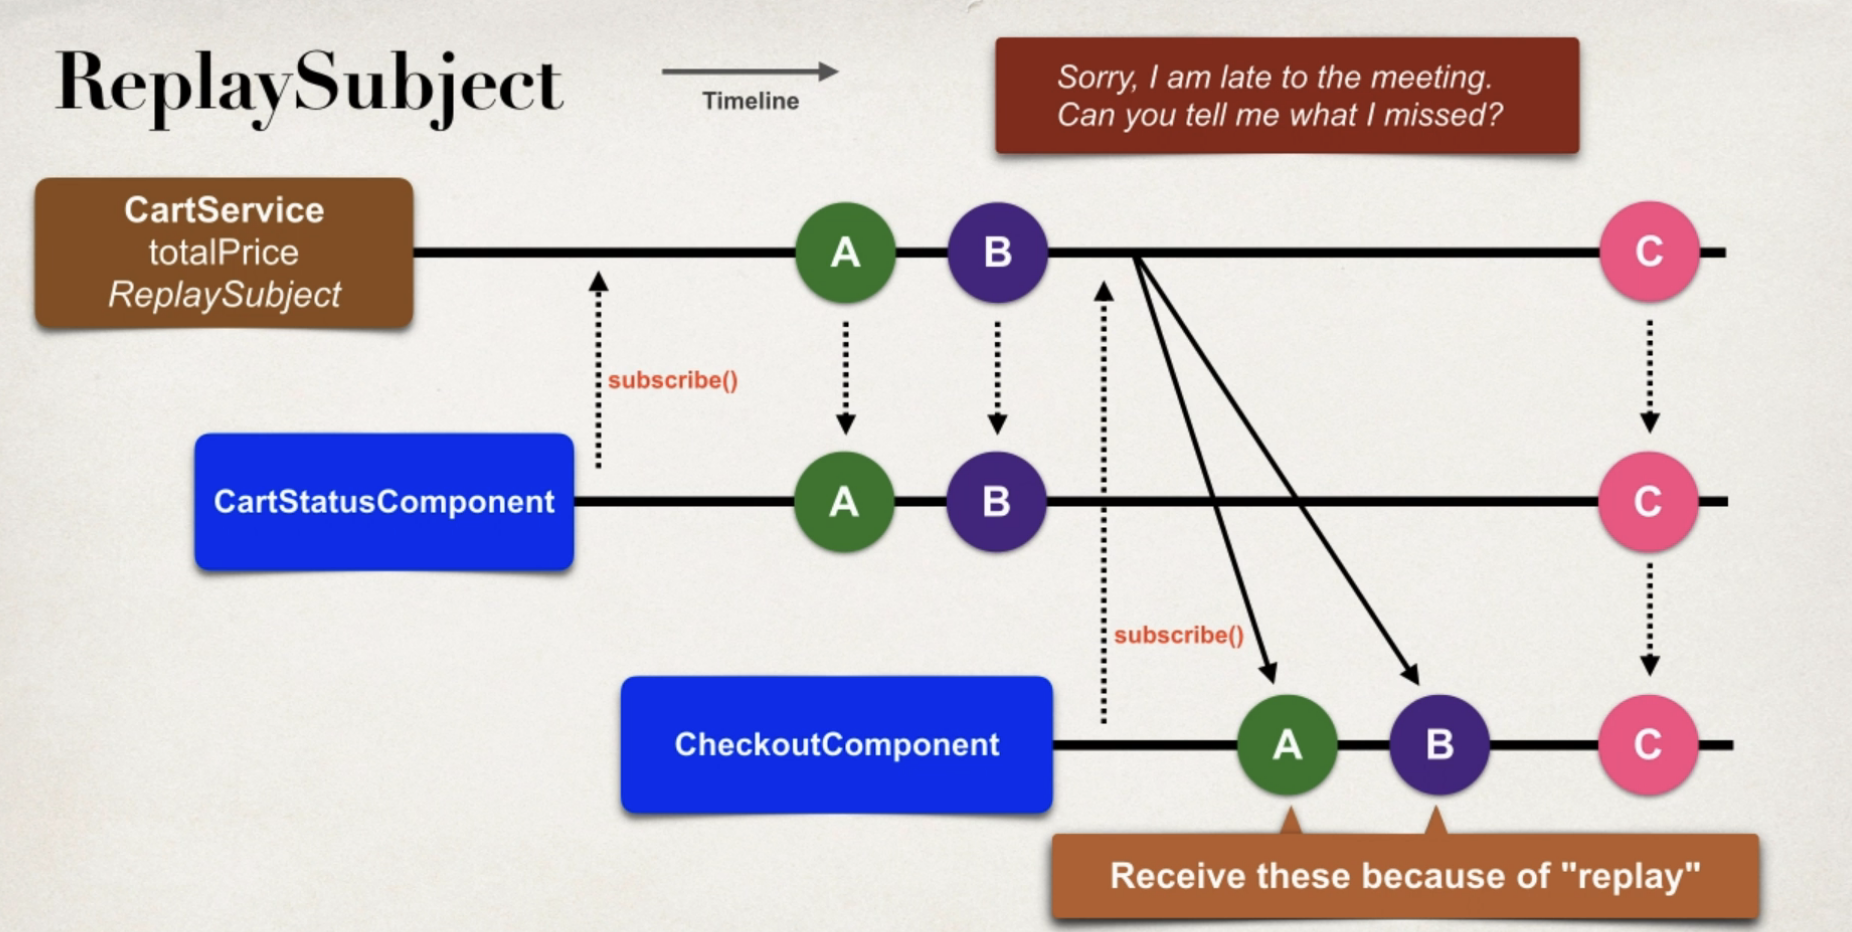 ReplaySubject
Timeline
Sorry, I am late to the meeting.
Can you tell me what I missed?
CartService
totalPrice
ReplaySubject
A
B
C
subscribe()
CartStatusComponent
A
B
C
subscribe()
CheckoutComponent
A
B
C
Receive these because of "replay"